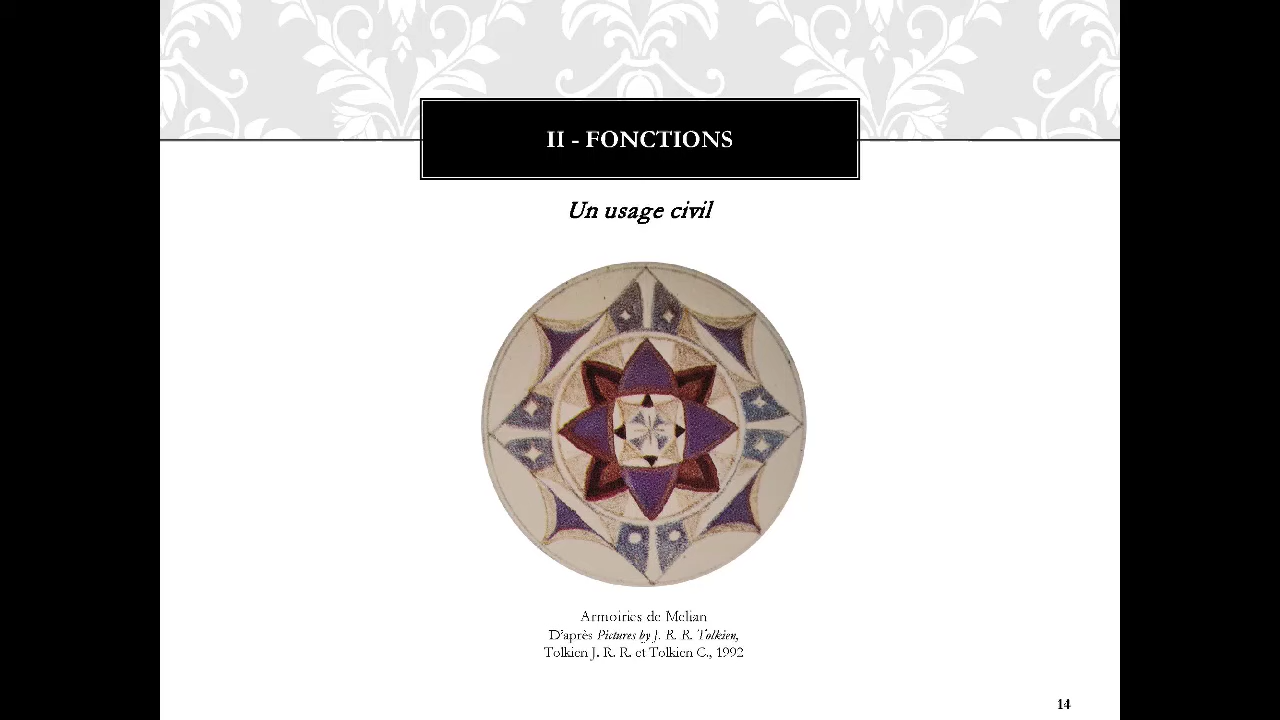 II - FONCTIONS
Un usage civil
Armoiries de Melian
D'après Pictures by J. R. R. Tolkien,
Tolkien J. R. R. et Tolkien C., 1992
14